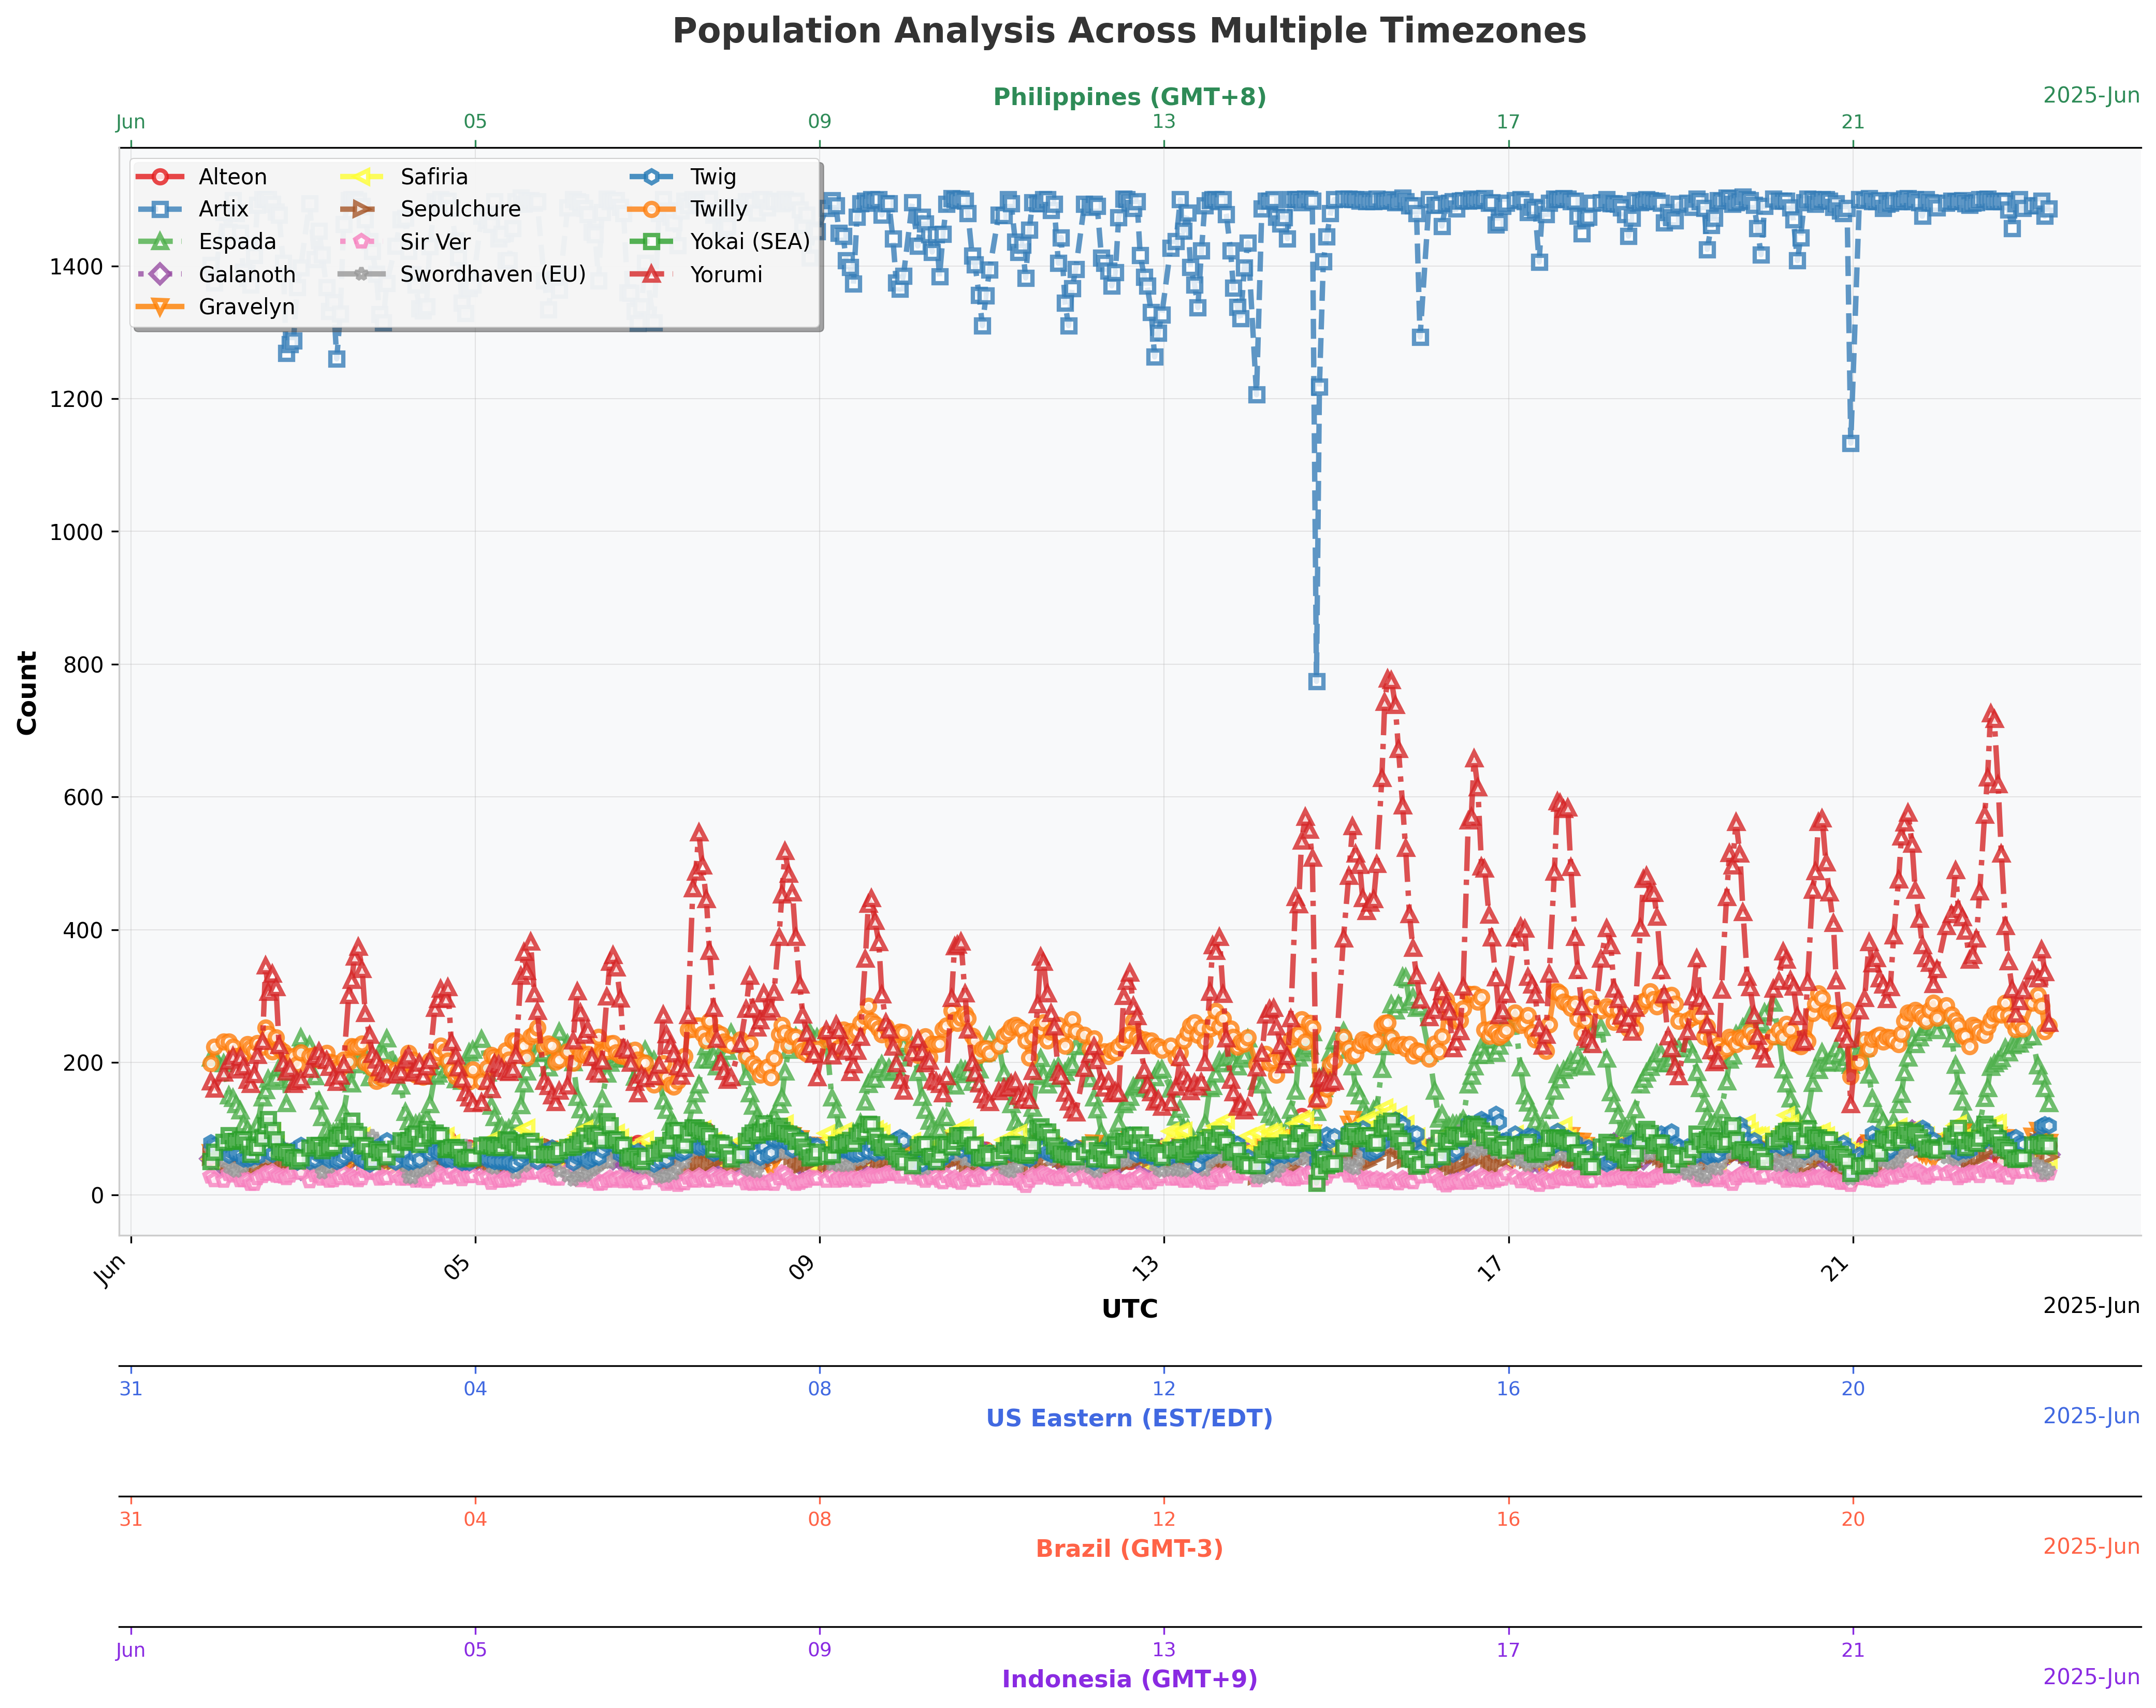 Population Analysis Across Multiple Timezones
Philippines (GMT+8)
2025-Jun
Jun 05 09 13 17 21
Alteon Safiria Twig
Artix Sepulchure Twilly
Espada Sir Ver Yokai (SEA)
Galanoth Swordhaven (EU) Yorumi
Gravelyn
1400
1200
1000
800
600
400
200
0
Count
Jun 05 09 13 17 21
UTC
2025-Jun
31 04 08 12 16 20
US Eastern (EST/EDT)
2025-Jun
31 04 08 12 16 20
Brazil (GMT-3)
2025-Jun
Jun 05 09 13 17 21
Indonesia (GMT+9)
2025-Jun